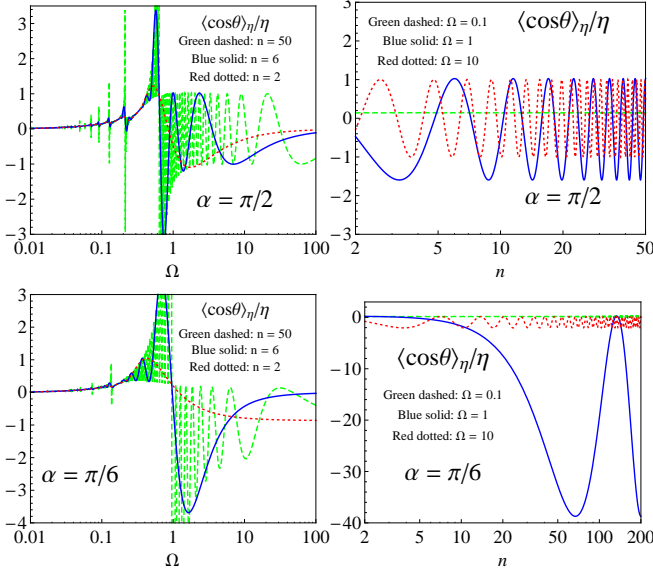 ⟨cosθ⟩η/η
Green dashed: n = 50
Blue solid: n = 6
Red dotted: n = 2
α = π/2
3
2
1
0
-1
-2
-3
0.01 0.1 1 10 100
Ω
Green dashed: Ω = 0.1
Blue solid: Ω = 1
Red dotted: Ω = 10
⟨cosθ⟩η/η
α = π/2
3
2
1
0
-1
-2
-3
2 5 10 20 50
n
⟨cosθ⟩η/η
Green dashed: n = 50
Blue solid: n = 6
Red dotted: n = 2
α = π/6
3
2
1
0
-1
-2
-3
-4
0.01 0.1 1 10 100
Ω
⟨cosθ⟩η/η
Green dashed: Ω = 0.1
Blue solid: Ω = 1
Red dotted: Ω = 10
α = π/6
0
-10
-20
-30
-40
2 5 10 20 50 100 200
n